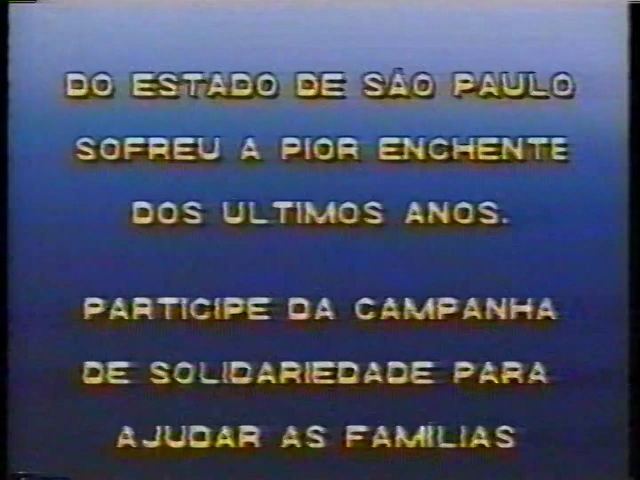 DO ESTADO DE SÃO PAULO
SOFREU A PIOR ENCHENTE
DOS ULTIMOS ANOS.
PARTICIPE DA CAMPANHA
DE SOLIDARIEDADE PARA
AJUDAR AS FAMILIAS